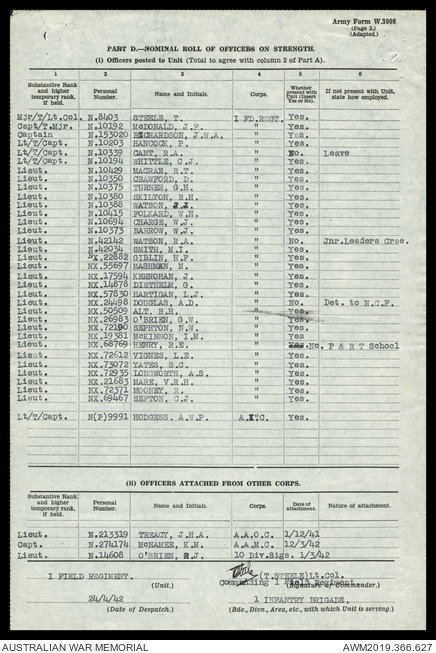 Army Form W.3008
(Page 2.)
(Adapted.)
PART D.—NOMINAL ROLL OF OFFICERS ON STRENGTH.
(i) Officers posted to Unit (Total to agree with column 2 of Part A).
1 2 3 4 5 6
Substantive Rank and higher temporary rank, if held. Personal Number. Name and Initials. Corps. Whether present with Unit (Insert Yes or No). If not present with Unit, state how employed.
Mjr/T/Lt.Col. N.8403 STEELE, T. I FD.REGT. Yes.
Capt/T.Mjr. N.10192 McDONALD, J.P. " Yes.
Captain N.153020 RICHARDSON, J.W.A. " Yes.
Lt/T/Capt. N.10203 HANCOCK, P. " Yes.
Lt/T/Capt. N.10339 CANT, R.A. " No. Leave
Lt/T/Capt. N.10194 WHITTLE, C.J. " Yes.
Lieut. N.10429 MACRAE, R.T. " Yes.
Lieut. N.10350 CRAWFORD, D. " Yes.
Lieut. N.10375 TURNER, G.H. " Yes.
Lieut. N.10380 SKILTON, R.H. " Yes.
Lieut. N.10388 WATSON, J.J. " Yes.
Lieut. N.10415 FOLKARD, W.H. " Yes.
Lieut. N.10694 CHARGE, W.J. " Yes.
Lieut. N.10373 BARROW, W.J. " Yes.
Lieut. N.42142 WATSON, R.A. " No. Jnr.Leaders Crse.
Lieut. N.42034 SMITH, M.I. " Yes.
Lieut. NX.22882 GIBLIN, H.F. " Yes.
Lieut. NX.55697 MASHMAN, N. " Yes.
Lieut. NX.17594 KERNOHAN, J. " Yes.
Lieut. NX.14878 DIETHELM, G. " Yes.
Lieut. NX.57830 HARTIGAN, L.J. " Yes.
Lieut. NX.24498 DOUGLAS, A.D. " No. Det. to N.C.F.
Lieut. NX.50509 ALT, R.H. " Yes.
Lieut. NX.26983 O'BRIEN, G.W. " Yes.
Lieut. NX.72190 SEPHTON, N.W. " Yes.
Lieut. NX.19381 McKINNON, I.M. " Yes.
Lieut. NX.68769 HENRY, R.E. " Yes. No. P & R T School
Lieut. NX.72612 VIGNES, L.E. " Yes.
Lieut. NX.73072 YATES, S.C. " Yes.
Lieut. NX.72935 LONGWORTH, A.S. " Yes.
Lieut. NX.21683 MARE, V.R.H. " Yes.
Lieut. NX.72371 MOONEY, R. " Yes.
Lieut. NX.69467 SEFTON, C.J. " Yes.
Lt/T/Capt. N(P)9991 HODGESS, A.W.P. A.I.C. Yes.
(ii) OFFICERS ATTACHED FROM OTHER CORPS.
Substantive Rank and higher temporary rank, if held. Personal Number. Name and Initials. Corps. Date of attachment. Nature of attachment.
Lieut. N.213319 TREACY, J.H.A. A.A.O.C. 1/12/41
Capt. N.274174 McNAMEE, K.M. A.A.M.C. 12/3/42
Lieut. N.14608 O'BRIEN, R.J. 10 Div.Sigs. 1/3/42
I FIELD REGIMENT. (T.STEELE)Lt.Col.
Commanding 1 Field Regiment
(Unit.) (Signature of Commander.)
24/4/42 1 INFANTRY BRIGADE.
(Date of Despatch.) (Bde., Divn., Area, etc., with which Unit is serving.)
AUSTRALIAN WAR MEMORIAL AWM2019.366.627